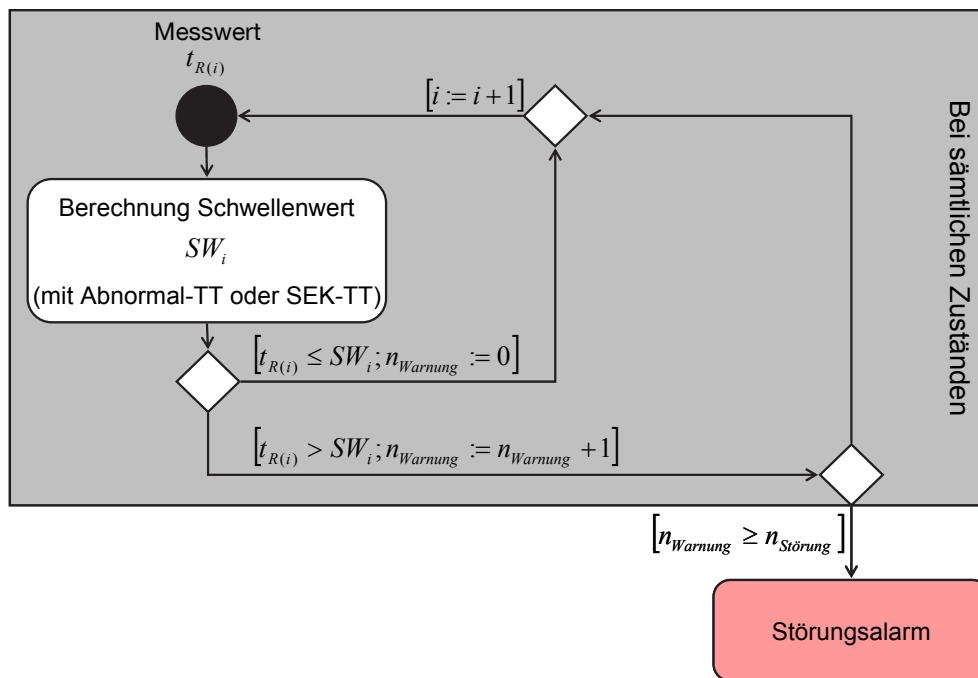 Messwert
t_{R(i)}
[i := i + 1]
Bei sämtlichen Zuständen
Berechnung Schwellenwert
SW_i
(mit Abnormal-TT oder SEK-TT)
[t_{R(i)} ≤ SW_i; n_{Warnung} := 0]
[t_{R(i)} > SW_i; n_{Warnung} := n_{Warnung} + 1]
[n_{Warnung} ≥ n_{Störung}]
Störungsalarm